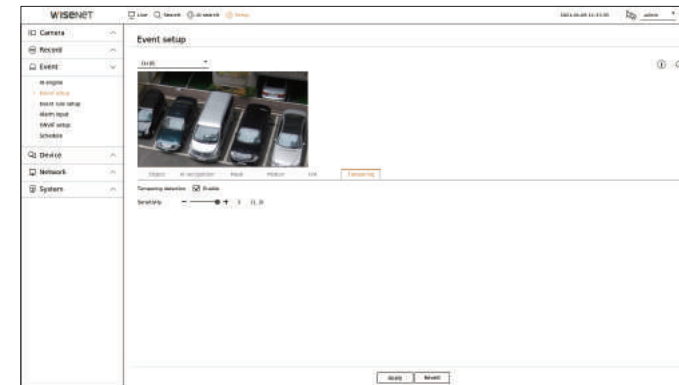 WISENET
Live Search AI search Setup
admin
Camera
Record
Event
AI engine
Event setup
Event rule setup
Alarm input
ONVIF setup
Schedule
Device
Network
System
Event setup
Object AI recognition Mask Motion Tampering
Tampering detection Enable
Sensitivity
Apply Revert